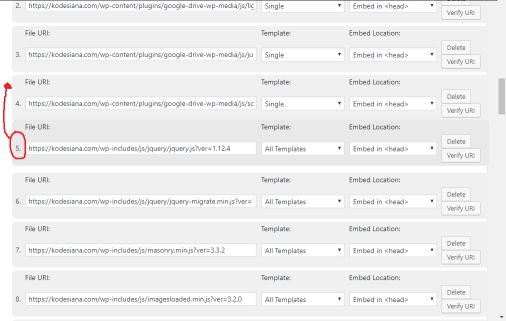 2. https://kodesiana.com/wp-content/plugins/google-drive-wp-media/js/lig Single Embed in <head> Delete
Verify URI
File URI: Template: Embed Location:
Delete
3. https://kodesiana.com/wp-content/plugins/google-drive-wp-media/js/ju Single Embed in <head>
Verify URI
File URI: Template: Embed Location:
Delete
4. https://kodesiana.com/wp-content/plugins/google-drive-wp-media/js/sc Single Embed in <head>
Verify URI
File URI: Template: Embed Location:
Delete
5. https://kodesiana.com/wp-includes/js/jquery/jquery.js?ver=1.12.4 All Templates Embed in <head>
Verify URI
File URI: Template: Embed Location:
Delete
6. https://kodesiana.com/wp-includes/js/jquery/jquery-migrate.min.js?ver= All Templates Embed in <head>
Verify URI
File URI: Template: Embed Location:
Delete
7. https://kodesiana.com/wp-includes/js/masonry.min.js?ver=3.3.2 All Templates Embed in <head>
Verify URI
File URI: Template: Embed Location:
Delete
8. https://kodesiana.com/wp-includes/js/imagesloaded.min.js?ver=3.2.0 All Templates Embed in <head>
Verify URI